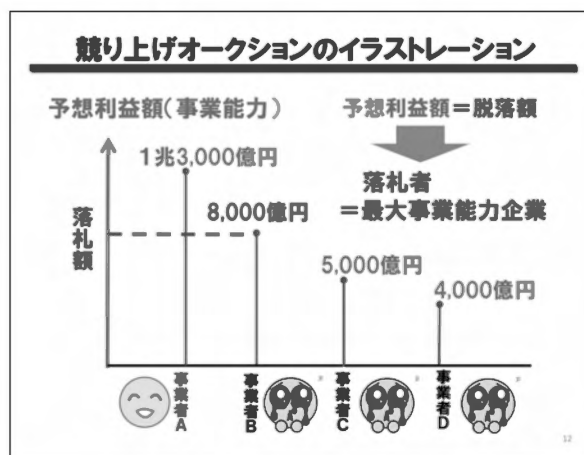 競り上げオークションのイラストレーション
予想利益額(事業能力)
予想利益額=脱落額
1兆3,000億円
落札者
=最大事業能力企業
8,000億円
5,000億円
4,000億円
落札額
事業者A
事業者B
事業者C
事業者D
12